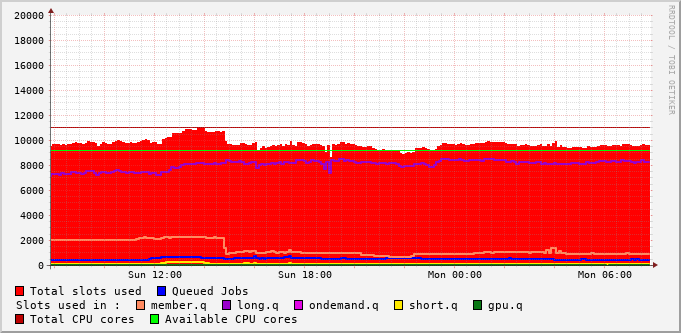 20000
18000
16000
14000
12000
10000
8000
6000
4000
2000
0
Sun 12:00 Sun 18:00 Mon 00:00 Mon 06:00
Total slots used Queued Jobs
Slots used in : member.q long.q ondemand.q short.q gpu.q
Total CPU cores Available CPU cores
RRDTOOL / TOBI OETIKER